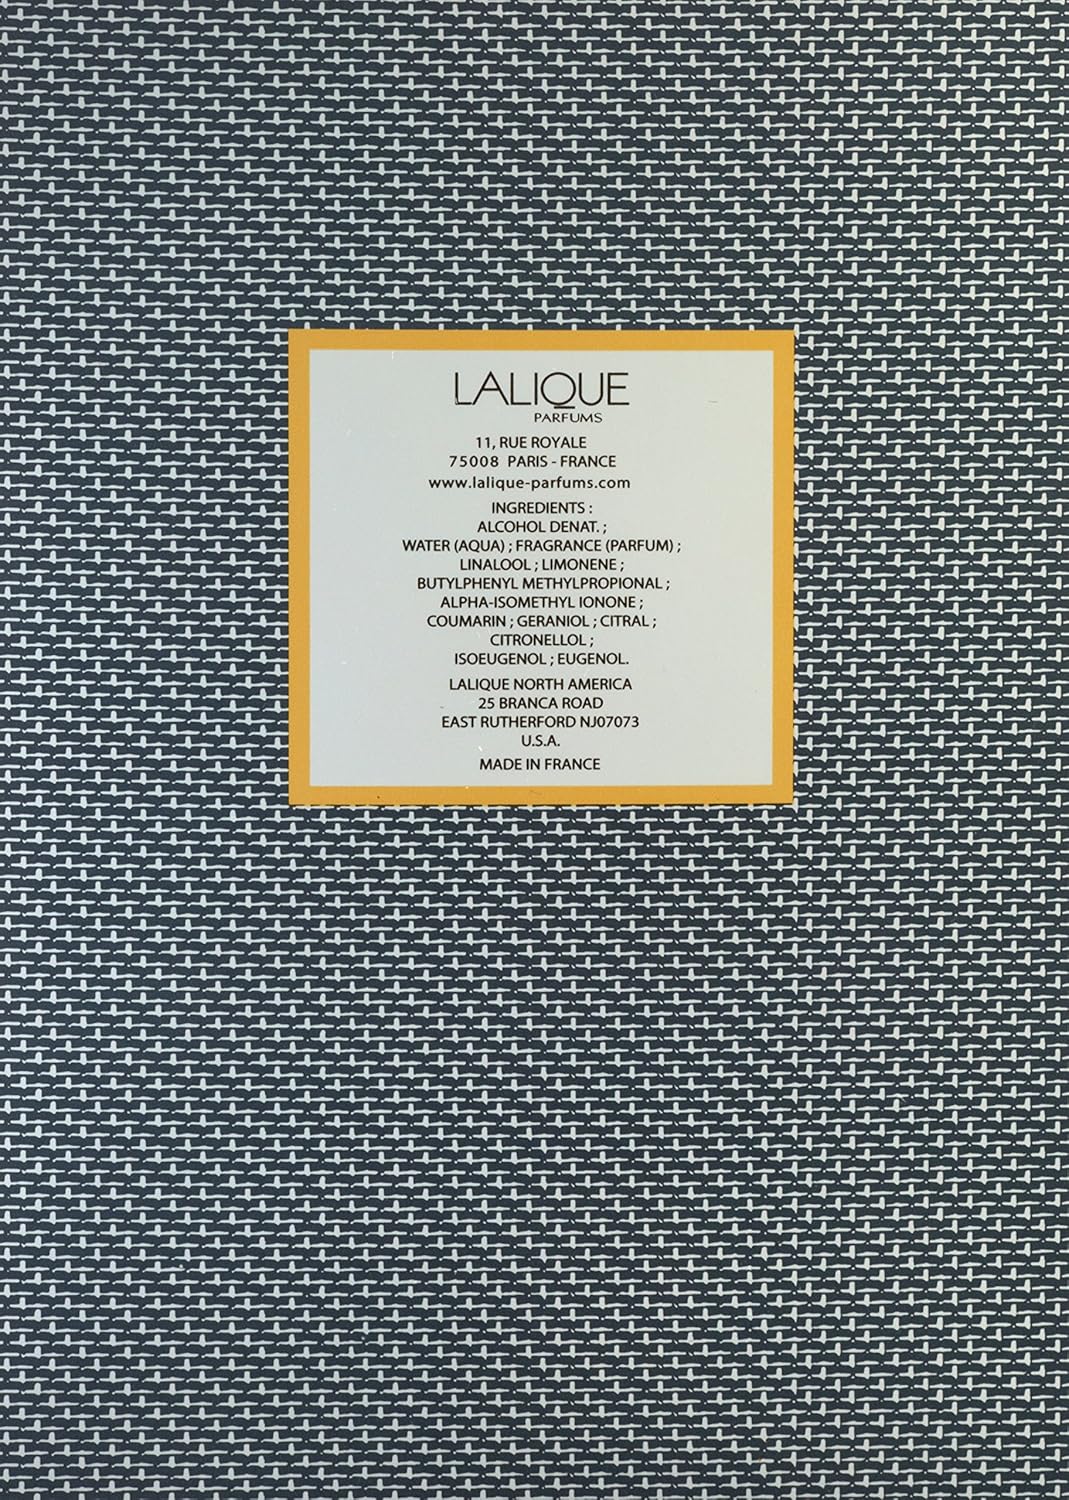 LALIQUE
PARFUMS
11, RUE ROYALE
75008 PARIS - FRANCE
www.lalique-parfums.com
INGREDIENTS :
ALCOHOL DENAT. ;
WATER (AQUA) ; FRAGRANCE (PARFUM) ;
LINALOOL ; LIMONENE ;
BUTYLPHENYL METHYLPROPIONAL ;
ALPHA-ISOMETHYL IONONE ;
COUMARIN ; GERANIOL ; CITRAL ;
CITRONELLOL ;
ISOEUGENOL ; EUGENOL.
LALIQUE NORTH AMERICA
25 BRANCA ROAD
EAST RUTHERFORD NJ07073
U.S.A.
MADE IN FRANCE